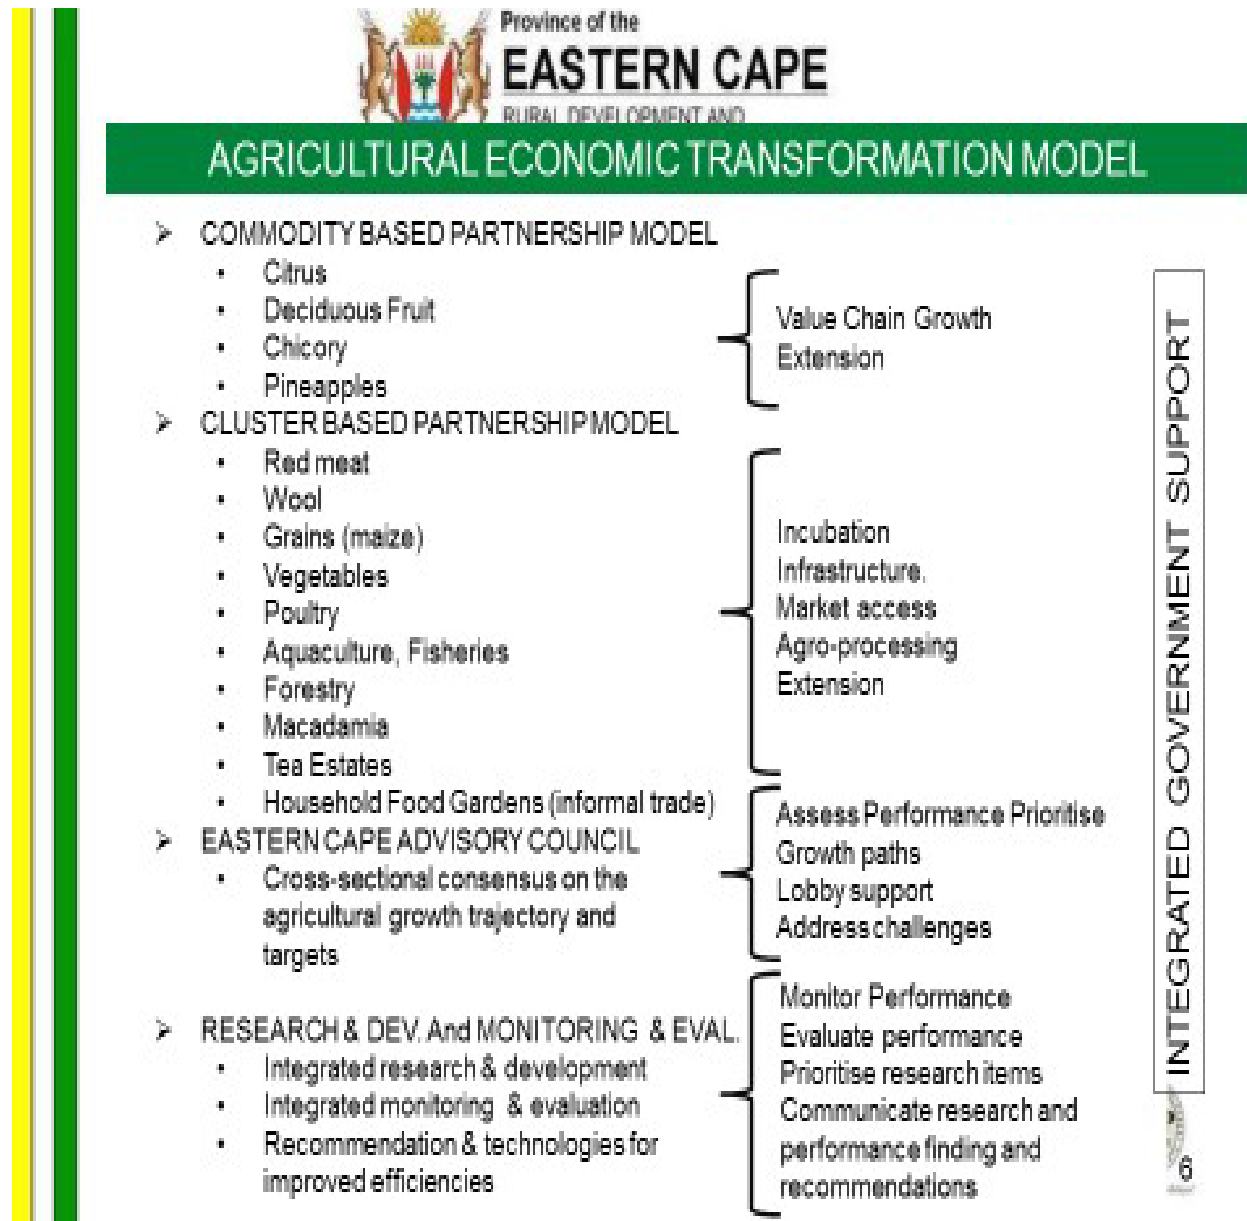 Province of the
EASTERN CAPE
RURAL DEVELOPMENT AND
AGRICULTURAL ECONOMIC TRANSFORMATION MODEL
➢ COMMODITY BASED PARTNERSHIP MODEL
• Citrus
• Deciduous Fruit
• Chicory
• Pineapples
Value Chain Growth
Extension
➢ CLUSTER BASED PARTNERSHIP MODEL
• Red meat
• Wool
• Grains (maize)
• Vegetables
• Poultry
• Aquaculture, Fisheries
• Forestry
• Macadamia
• Tea Estates
• Household Food Gardens (informal trade)
Incubation
Infrastructure.
Market access
Agro-processing
Extension
➢ EASTERN CAPE ADVISORY COUNCIL
• Cross-sectional consensus on the
agricultural growth trajectory and
targets
Assess Performance Prioritise
Growth paths
Lobby support
Address challenges
➢ RESEARCH & DEV. And MONITORING & EVAL.
• Integrated research & development
• Integrated monitoring & evaluation
• Recommendation & technologies for
improved efficiencies
Monitor Performance
Evaluate performance
Prioritise research items
Communicate research and
performance finding and
recommendations
INTEGRATED GOVERNMENT SUPPORT
6